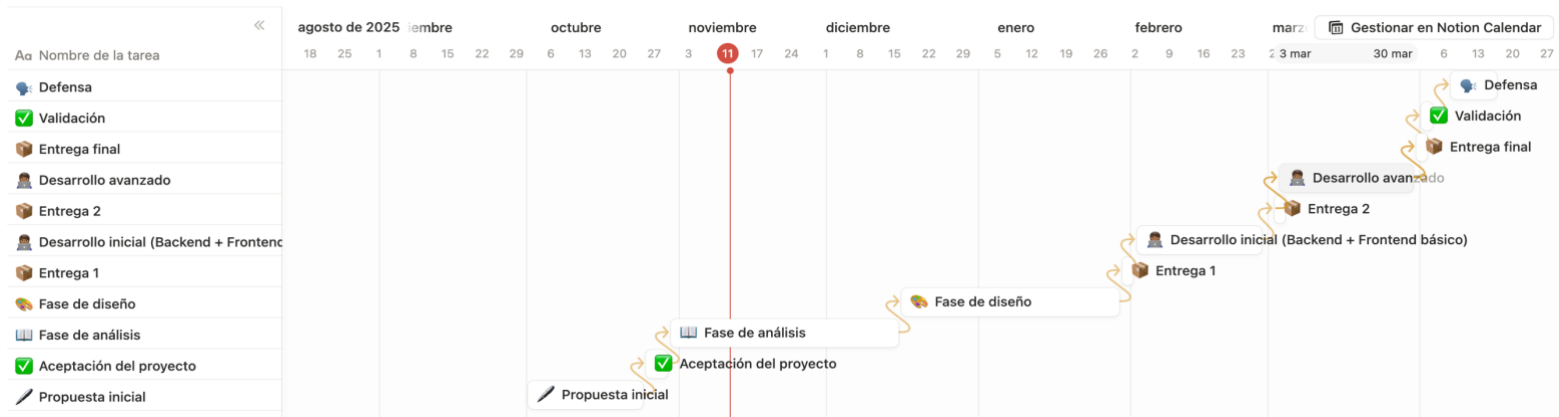 agosto de 2025 iembre octubre noviembre diciembre enero febrero marz Gestionar en Notion Calendar
Aa Nombre de la tarea 18 25 1 8 15 22 29 6 13 20 27 3 11 17 24 1 8 15 22 29 5 12 19 26 2 9 16 23 2 3 mar 30 mar 6 13 20 27
Defensa Defensa
Validación Validación
Entrega final Entrega final
Desarrollo avanzado Desarrollo avanzado
Entrega 2 Entrega 2
Desarrollo inicial (Backend + Frontend Desarrollo inicial (Backend + Frontend básico)
Entrega 1 Entrega 1
Fase de diseño Fase de diseño
Fase de análisis Fase de análisis
Aceptación del proyecto Aceptación del proyecto
Propuesta inicial Propuesta inicial